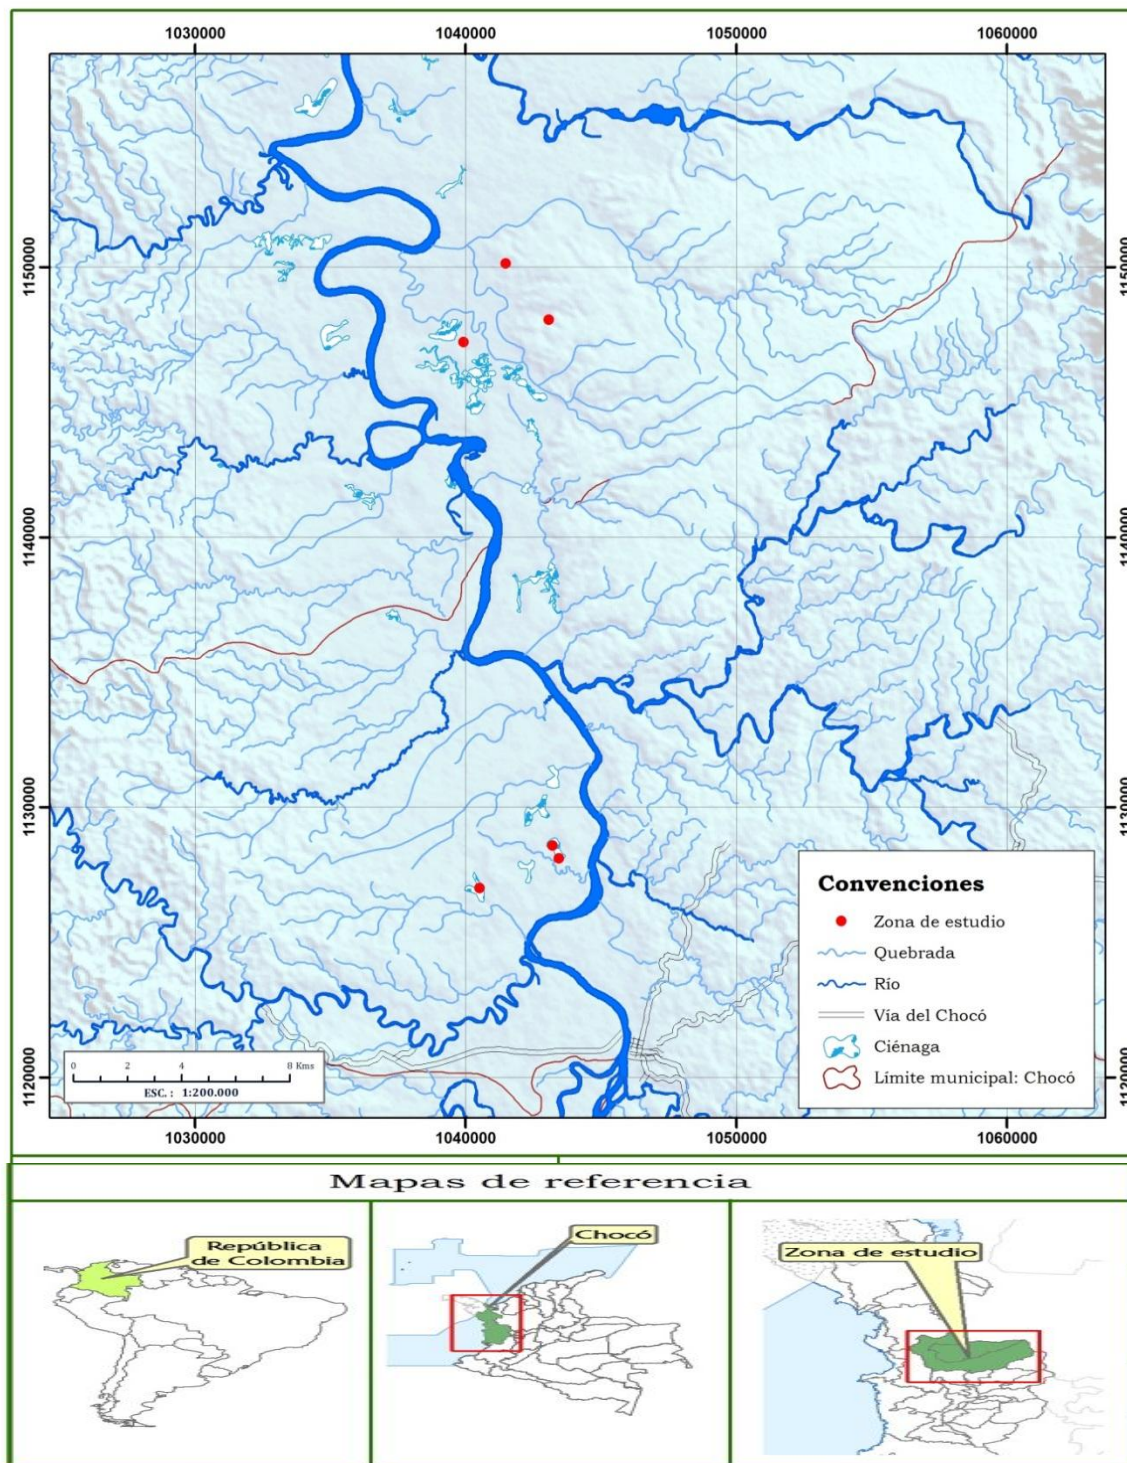 1030000
1040000
1050000
1060000
1150000
1150000
1140000
1140000
1130000
1130000
1120000
1120000
Convenciones
Zona de estudio
Quebrada
Río
Vía del Chocó
Ciénaga
Límite municipal: Chocó
0 2 4 6 8 Kms
ESC. : 1:200.000
1030000
1040000
1050000
1060000
Mapas de referencia
República
de Colombia
Chocó
Zona de estudio